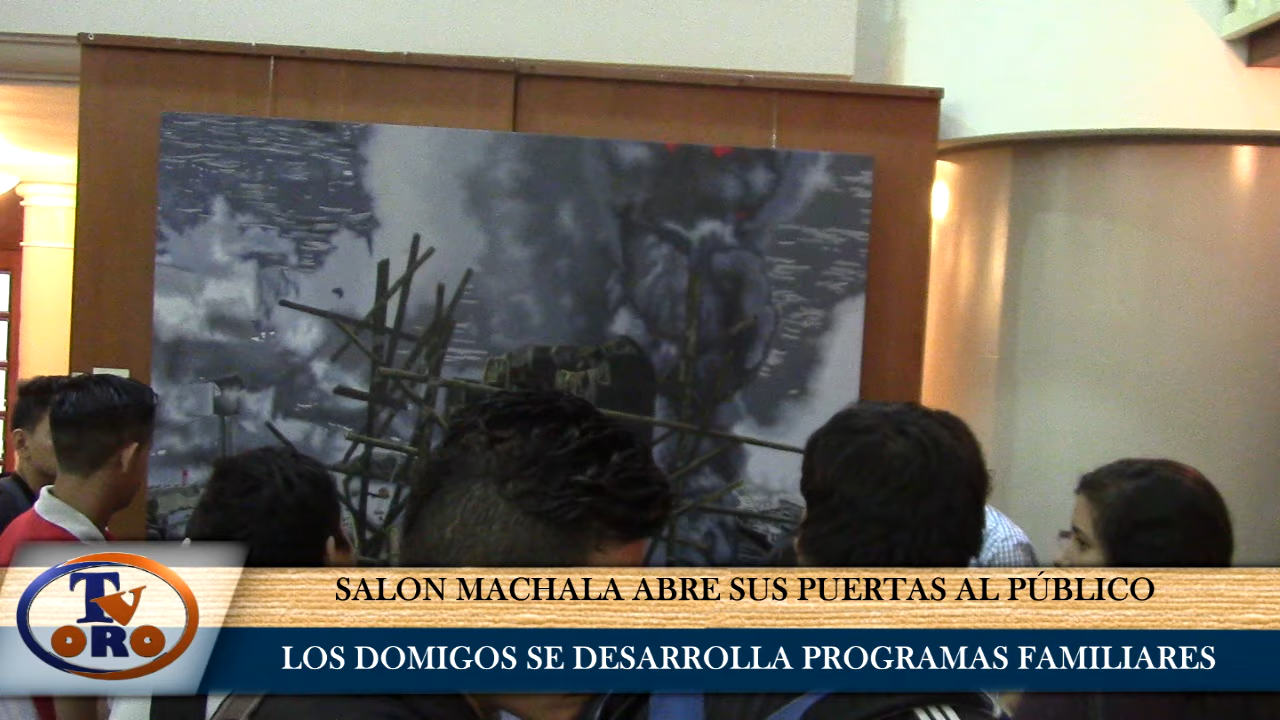 SALON MACHALA ABRE SUS PUERTAS AL PÚBLICO
LOS DOMIGOS SE DESARROLLA PROGRAMAS FAMILIARES
TV
ORO